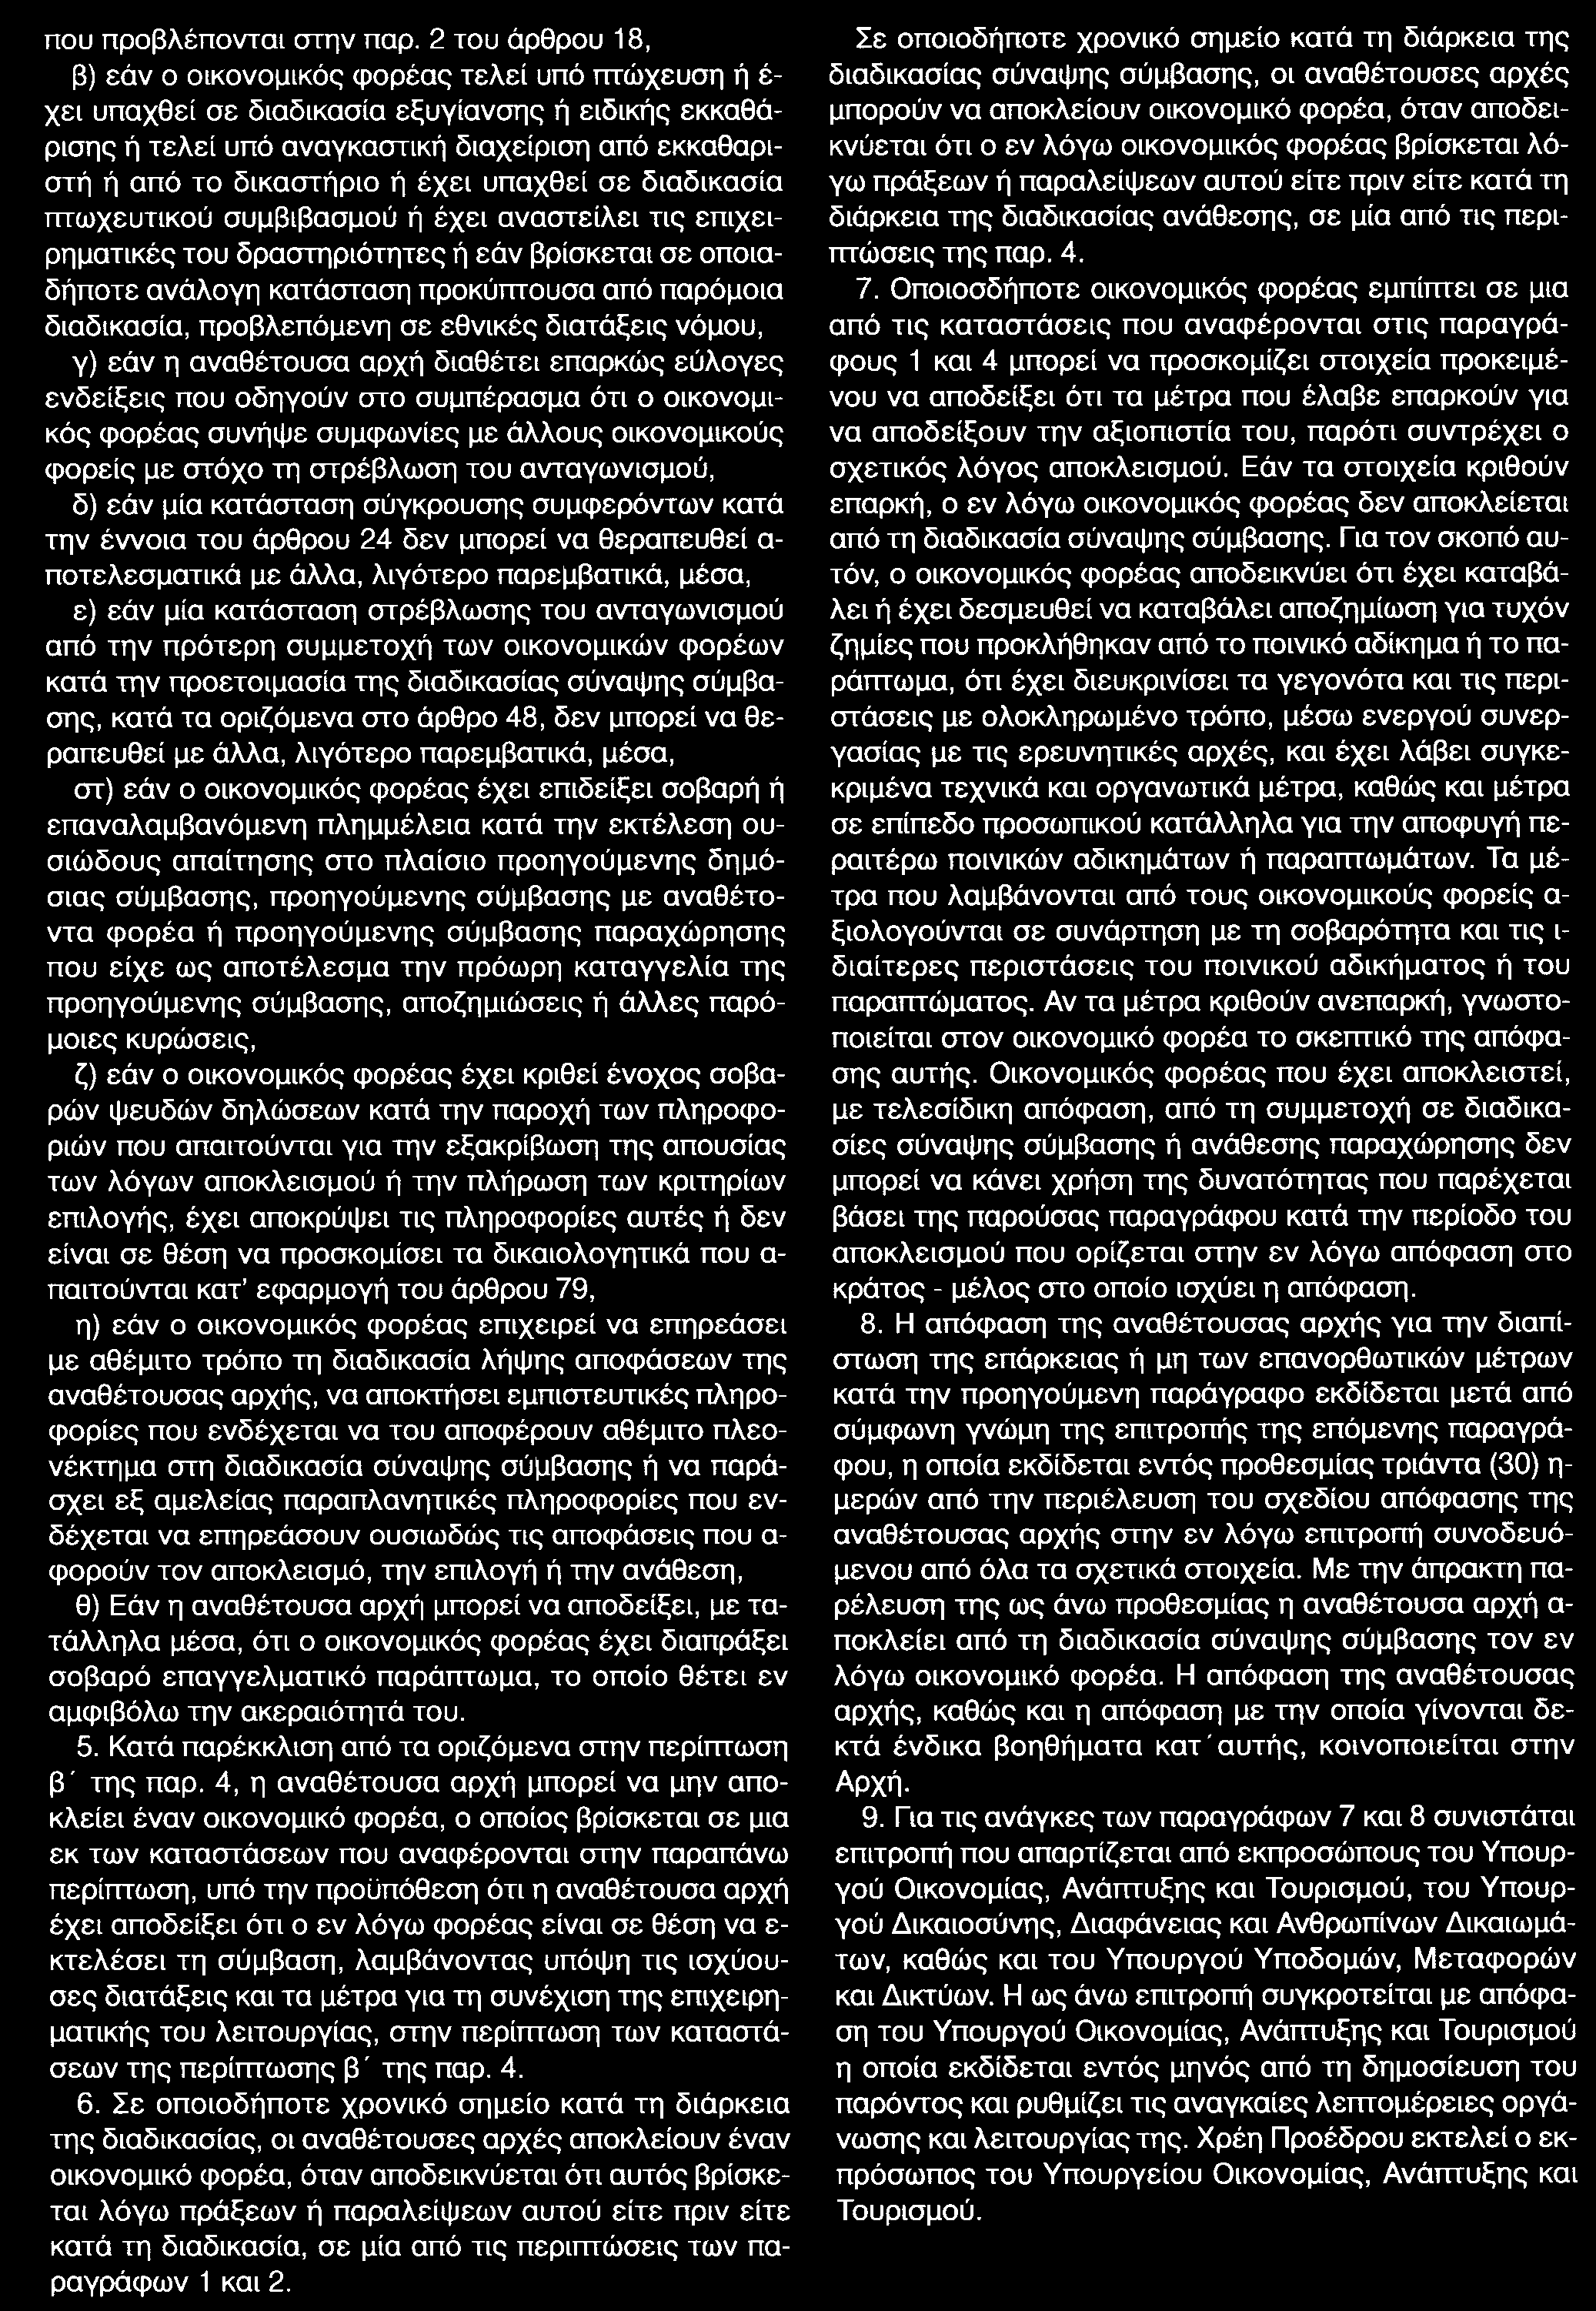 που προβλέπονται στην παρ. 2 του άρθρου 18,
β) εάν ο οικονομικός φορέας τελεί υπό πτώχευση ή έ-
χει υπαχθεί σε διαδικασία εξυγίανσης ή ειδικής εκκαθά-
ρισης ή τελεί υπό αναγκαστική διαχείριση από εκκαθαρι-
στή ή από το δικαστήριο ή έχει υπαχθεί σε διαδικασία
πτωχευτικού συμβιβασμού ή έχει αναστείλει τις επιχει-
ρηματικές του δραστηριότητες ή εάν βρίσκεται σε οποια-
δήποτε ανάλογη κατάσταση προκύπτουσα από παρόμοια
διαδικασία, προβλεπόμενη σε εθνικές διατάξεις νόμου,
γ) εάν η αναθέτουσα αρχή διαθέτει επαρκώς εύλογες
ενδείξεις που οδηγούν στο συμπέρασμα ότι ο οικονομι-
κός φορέας συνήψε συμφωνίες με άλλους οικονομικούς
φορείς με στόχο τη στρέβλωση του ανταγωνισμού,
δ) εάν μία κατάσταση σύγκρουσης συμφερόντων κατά
την έννοια του άρθρου 24 δεν μπορεί να θεραπευθεί α-
ποτελεσματικά με άλλα, λιγότερο παρεμβατικά, μέσα,
ε) εάν μία κατάσταση στρέβλωσης του ανταγωνισμού
από την πρότερη συμμετοχή των οικονομικών φορέων
κατά την προετοιμασία της διαδικασίας σύναψης σύμβα-
σης, κατά τα οριζόμενα στο άρθρο 48, δεν μπορεί να θε-
ραπευθεί με άλλα, λιγότερο παρεμβατικά, μέσα,
στ) εάν ο οικονομικός φορέας έχει επιδείξει σοβαρή ή
επαναλαμβανόμενη πλημμέλεια κατά την εκτέλεση ου-
σιώδους απαίτησης στο πλαίσιο προηγούμενης δημό-
σιας σύμβασης, προηγούμενης σύμβασης με αναθέτο-
ντα φορέα ή προηγούμενης σύμβασης παραχώρησης
που είχε ως αποτέλεσμα την πρόωρη καταγγελία της
προηγούμενης σύμβασης, αποζημιώσεις ή άλλες παρό-
μοιες κυρώσεις,
ζ) εάν ο οικονομικός φορέας έχει κριθεί ένοχος σοβα-
ρών ψευδών δηλώσεων κατά την παροχή των πληροφο-
ριών που απαιτούνται για την εξακρίβωση της απουσίας
των λόγων αποκλεισμού ή την πλήρωση των κριτηρίων
επιλογής, έχει αποκρύψει τις πληροφορίες αυτές ή δεν
είναι σε θέση να προσκομίσει τα δικαιολογητικά που α-
παιτούνται κατ’ εφαρμογή του άρθρου 79,
η) εάν ο οικονομικός φορέας επιχειρεί να επηρεάσει
με αθέμιτο τρόπο τη διαδικασία λήψης αποφάσεων της
αναθέτουσας αρχής, να αποκτήσει εμπιστευτικές πληρο-
φορίες που ενδέχεται να του αποφέρουν αθέμιτο πλεο-
νέκτημα στη διαδικασία σύναψης σύμβασης ή να παρά-
σχει εξ αμελείας παραπλανητικές πληροφορίες που εν-
δέχεται να επηρεάσουν ουσιωδώς τις αποφάσεις που α-
φορούν τον αποκλεισμό, την επιλογή ή την ανάθεση,
θ) Εάν η αναθέτουσα αρχή μπορεί να αποδείξει, με τα-
τάλληλα μέσα, ότι ο οικονομικός φορέας έχει διαπράξει
σοβαρό επαγγελματικό παράπτωμα, το οποίο θέτει εν
αμφιβόλω την ακεραιότητά του.
5. Κατά παρέκκλιση από τα οριζόμενα στην περίπτωση
β΄ της παρ. 4, η αναθέτουσα αρχή μπορεί να μην απο-
κλείει έναν οικονομικό φορέα, ο οποίος βρίσκεται σε μια
εκ των καταστάσεων που αναφέρονται στην παραπάνω
περίπτωση, υπό την προϋπόθεση ότι η αναθέτουσα αρχή
έχει αποδείξει ότι ο εν λόγω φορέας είναι σε θέση να ε-
κτελέσει τη σύμβαση, λαμβάνοντας υπόψη τις ισχύου-
σες διατάξεις και τα μέτρα για τη συνέχιση της επιχειρη-
ματικής του λειτουργίας, στην περίπτωση των καταστά-
σεων της περίπτωσης β΄ της παρ. 4.
6. Σε οποιοδήποτε χρονικό σημείο κατά τη διάρκεια
της διαδικασίας, οι αναθέτουσες αρχές αποκλείουν έναν
οικονομικό φορέα, όταν αποδεικνύεται ότι αυτός βρίσκε-
ται λόγω πράξεων ή παραλείψεων αυτού είτε πριν είτε
κατά τη διαδικασία, σε μία από τις περιπτώσεις των πα-
ραγράφων 1 και 2.
Σε οποιοδήποτε χρονικό σημείο κατά τη διάρκεια της
διαδικασίας σύναψης σύμβασης, οι αναθέτουσες αρχές
μπορούν να αποκλείουν οικονομικό φορέα, όταν αποδει-
κνύεται ότι ο εν λόγω οικονομικός φορέας βρίσκεται λό-
γω πράξεων ή παραλείψεων αυτού είτε πριν είτε κατά τη
διάρκεια της διαδικασίας ανάθεσης, σε μία από τις περι-
πτώσεις της παρ. 4.
7. Οποιοσδήποτε οικονομικός φορέας εμπίπτει σε μια
από τις καταστάσεις που αναφέρονται στις παραγρά-
φους 1 και 4 μπορεί να προσκομίζει στοιχεία προκειμέ-
νου να αποδείξει ότι τα μέτρα που έλαβε επαρκούν για
να αποδείξουν την αξιοπιστία του, παρότι συντρέχει ο
σχετικός λόγος αποκλεισμού. Εάν τα στοιχεία κριθούν
επαρκή, ο εν λόγω οικονομικός φορέας δεν αποκλείεται
από τη διαδικασία σύναψης σύμβασης. Για τον σκοπό αυ-
τόν, ο οικονομικός φορέας αποδεικνύει ότι έχει καταβά-
λει ή έχει δεσμευθεί να καταβάλει αποζημίωση για τυχόν
ζημίες που προκλήθηκαν από το ποινικό αδίκημα ή το πα-
ράπτωμα, ότι έχει διευκρινίσει τα γεγονότα και τις περι-
στάσεις με ολοκληρωμένο τρόπο, μέσω ενεργού συνερ-
γασίας με τις ερευνητικές αρχές, και έχει λάβει συγκε-
κριμένα τεχνικά και οργανωτικά μέτρα, καθώς και μέτρα
σε επίπεδο προσωπικού κατάλληλα για την αποφυγή πε-
ραιτέρω ποινικών αδικημάτων ή παραπτωμάτων. Τα μέ-
τρα που λαμβάνονται από τους οικονομικούς φορείς α-
ξιολογούνται σε συνάρτηση με τη σοβαρότητα και τις ι-
διαίτερες περιστάσεις του ποινικού αδικήματος ή του
παραπτώματος. Αν τα μέτρα κριθούν ανεπαρκή, γνωστο-
ποιείται στον οικονομικό φορέα το σκεπτικό της απόφα-
σης αυτής. Οικονομικός φορέας που έχει αποκλειστεί,
με τελεσίδικη απόφαση, από τη συμμετοχή σε διαδικα-
σίες σύναψης σύμβασης ή ανάθεσης παραχώρησης δεν
μπορεί να κάνει χρήση της δυνατότητας που παρέχεται
βάσει της παρούσας παραγράφου κατά την περίοδο του
αποκλεισμού που ορίζεται στην εν λόγω απόφαση στο
κράτος - μέλος στο οποίο ισχύει η απόφαση.
8. Η απόφαση της αναθέτουσας αρχής για την διαπί-
στωση της επάρκειας ή μη των επανορθωτικών μέτρων
κατά την προηγούμενη παράγραφο εκδίδεται μετά από
σύμφωνη γνώμη της επιτροπής της επόμενης παραγρά-
φου, η οποία εκδίδεται εντός προθεσμίας τριάντα (30) η-
μερών από την περιέλευση του σχεδίου απόφασης της
αναθέτουσας αρχής στην εν λόγω επιτροπή συνοδευό-
μενου από όλα τα σχετικά στοιχεία. Με την άπρακτη πα-
ρέλευση της ως άνω προθεσμίας η αναθέτουσα αρχή α-
ποκλείει από τη διαδικασία σύναψης σύμβασης τον εν
λόγω οικονομικό φορέα. Η απόφαση της αναθέτουσας
αρχής, καθώς και η απόφαση με την οποία γίνονται δε-
κτά ένδικα βοηθήματα κατ΄αυτής, κοινοποιείται στην
Αρχή.
9. Για τις ανάγκες των παραγράφων 7 και 8 συνιστάται
επιτροπή που απαρτίζεται από εκπροσώπους του Υπουρ-
γού Οικονομίας, Ανάπτυξης και Τουρισμού, του Υπουρ-
γού Δικαιοσύνης, Διαφάνειας και Ανθρωπίνων Δικαιωμά-
των, καθώς και του Υπουργού Υποδομών, Μεταφορών
και Δικτύων. Η ως άνω επιτροπή συγκροτείται με απόφα-
ση του Υπουργού Οικονομίας, Ανάπτυξης και Τουρισμού
η οποία εκδίδεται εντός μηνός από τη δημοσίευση του
παρόντος και ρυθμίζει τις αναγκαίες λεπτομέρειες οργά-
νωσης και λειτουργίας της. Χρέη Προέδρου εκτελεί ο εκ-
πρόσωπος του Υπουργείου Οικονομίας, Ανάπτυξης και
Τουρισμού.